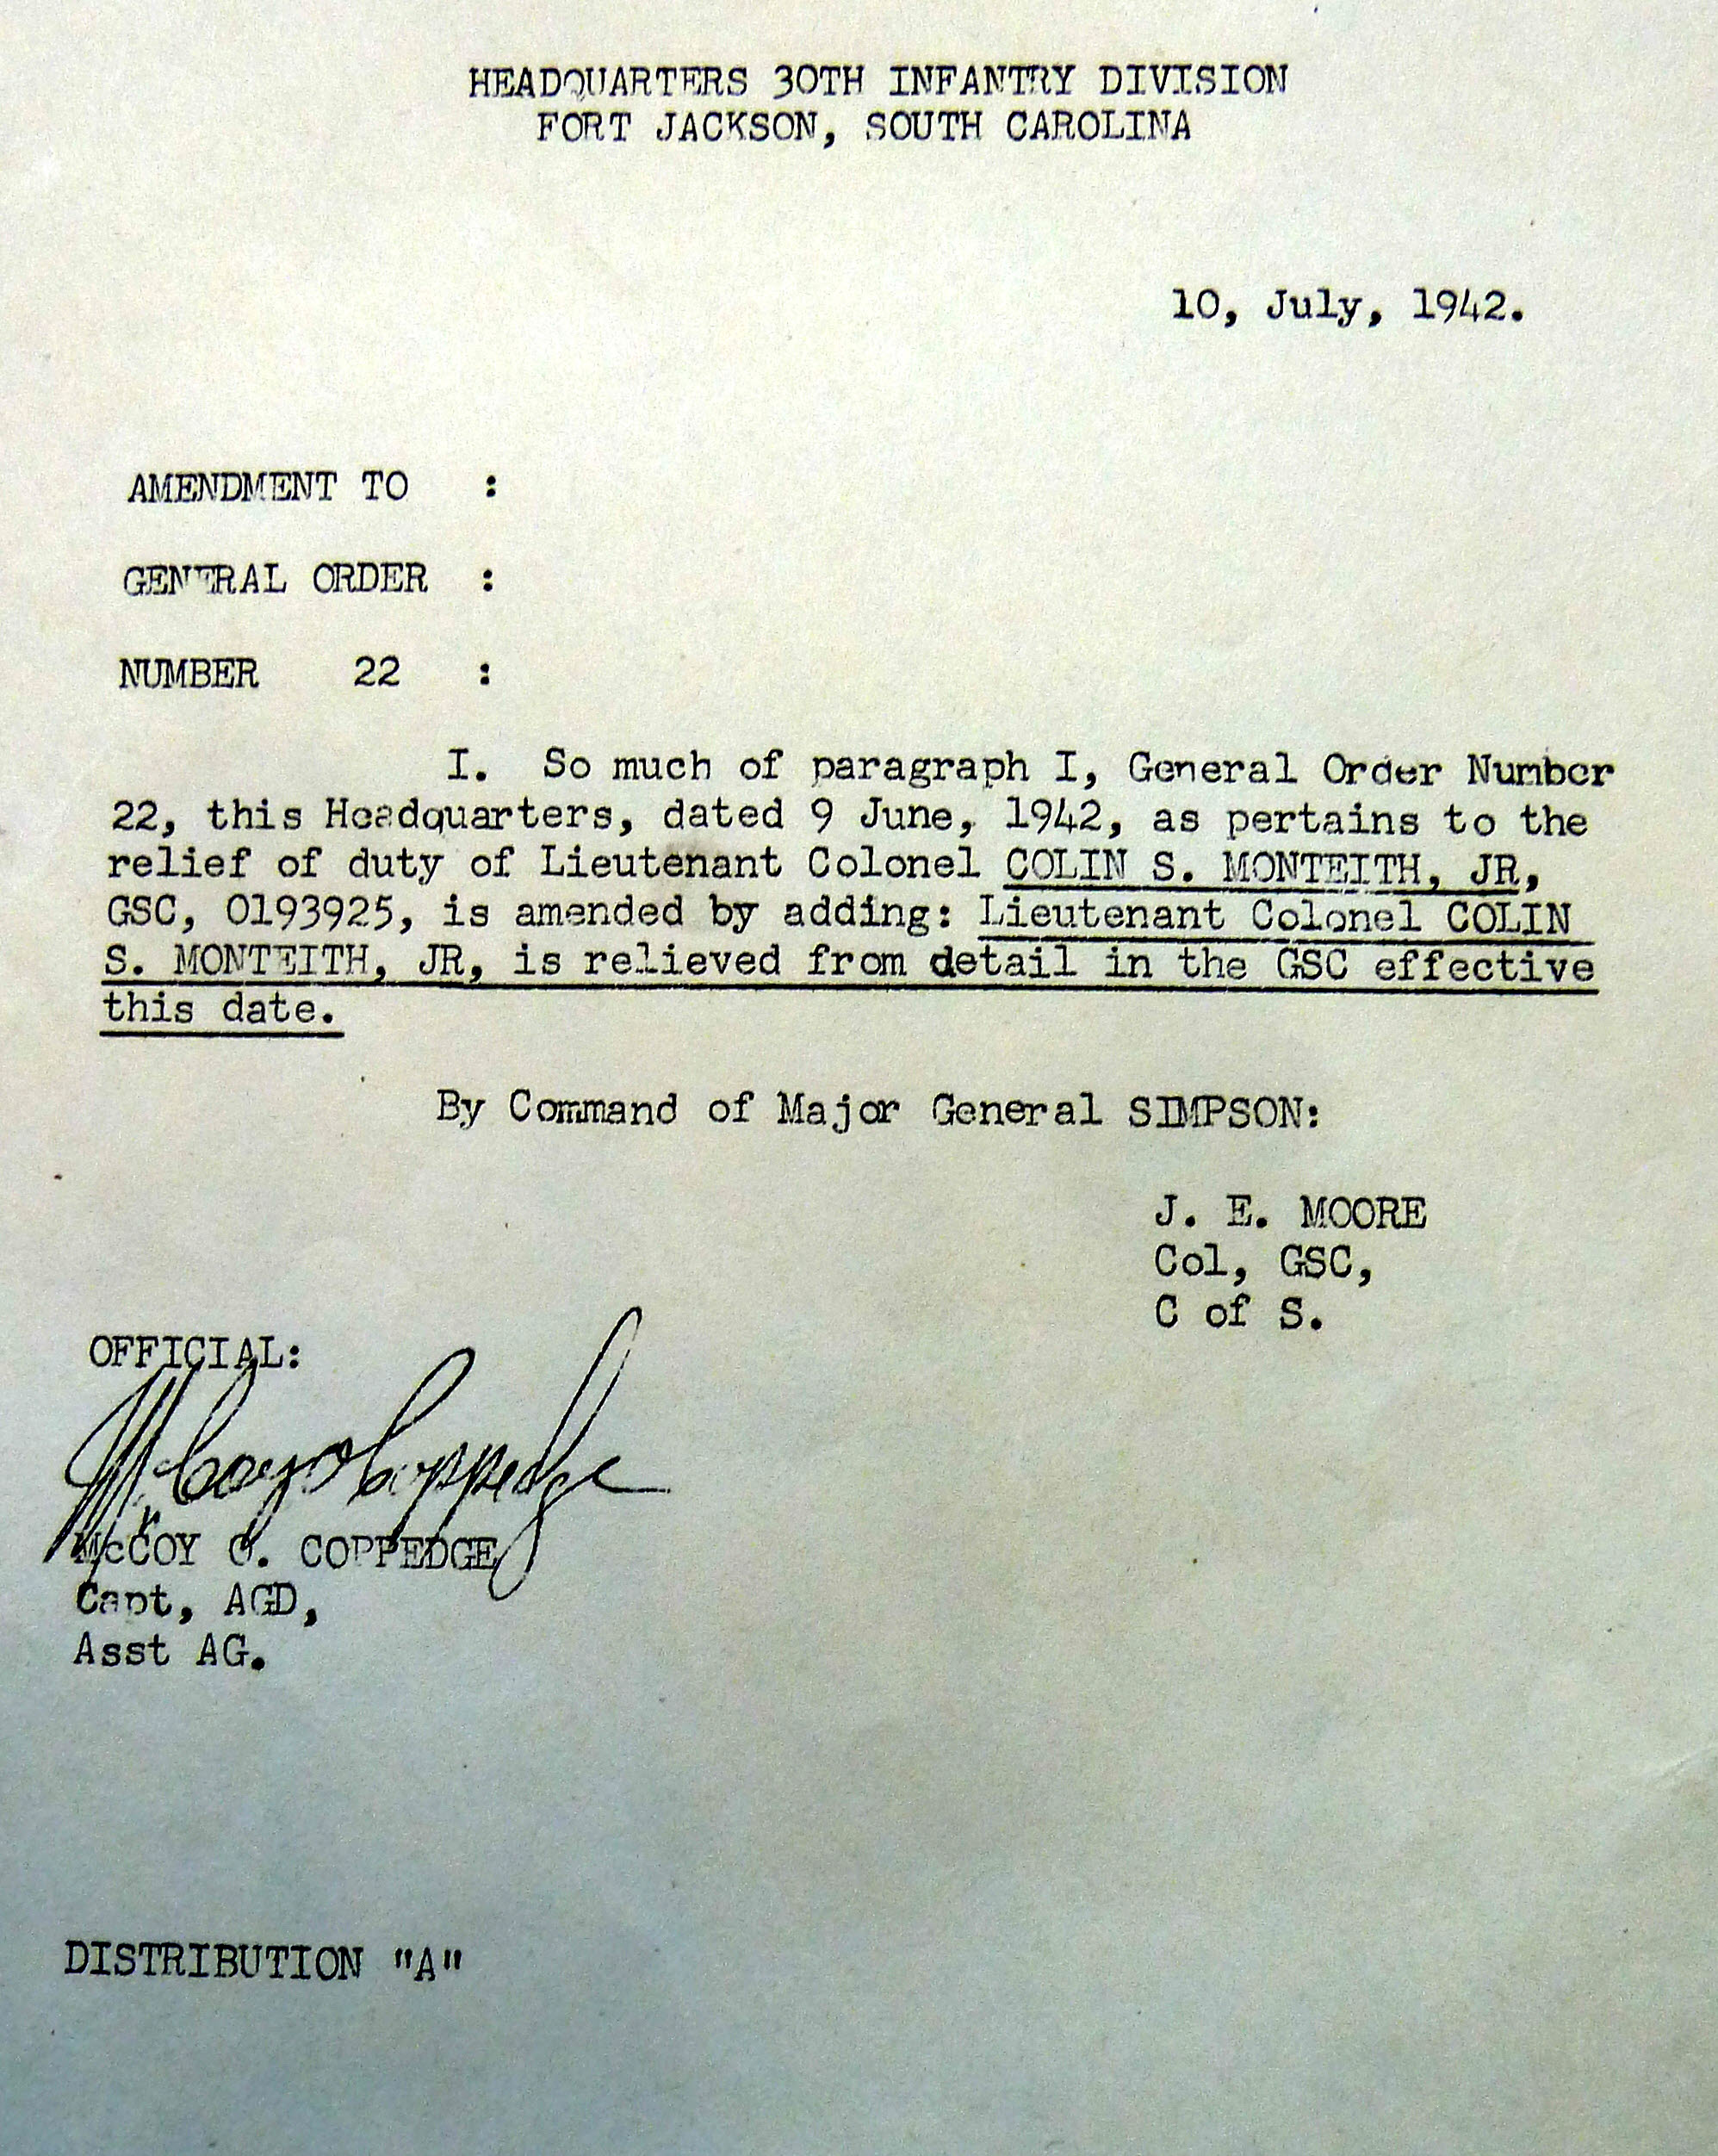 HEADQUARTERS 30TH INFANTRY DIVISION
FORT JACKSON, SOUTH CAROLINA
10, July, 1942.
AMENDMENT TO :
GENERAL ORDER :
NUMBER 22 :
I. So much of paragraph I, General Order Number
22, this Headquarters, dated 9 June, 1942, as pertains to the
relief of duty of Lieutenant Colonel COLIN S. MONTEITH, JR,
GSC, O193925, is amended by adding: Lieutenant Colonel COLIN
S. MONTEITH, JR, is relieved from detail in the GSC effective
this date.
By Command of Major General SIMPSON:
J. E. MOORE
Col, GSC,
C of S.
OFFICIAL:
McCoy O Coppedge
McCOY O. COPPEDGE
Capt, AGD,
Asst AG.
DISTRIBUTION "A"